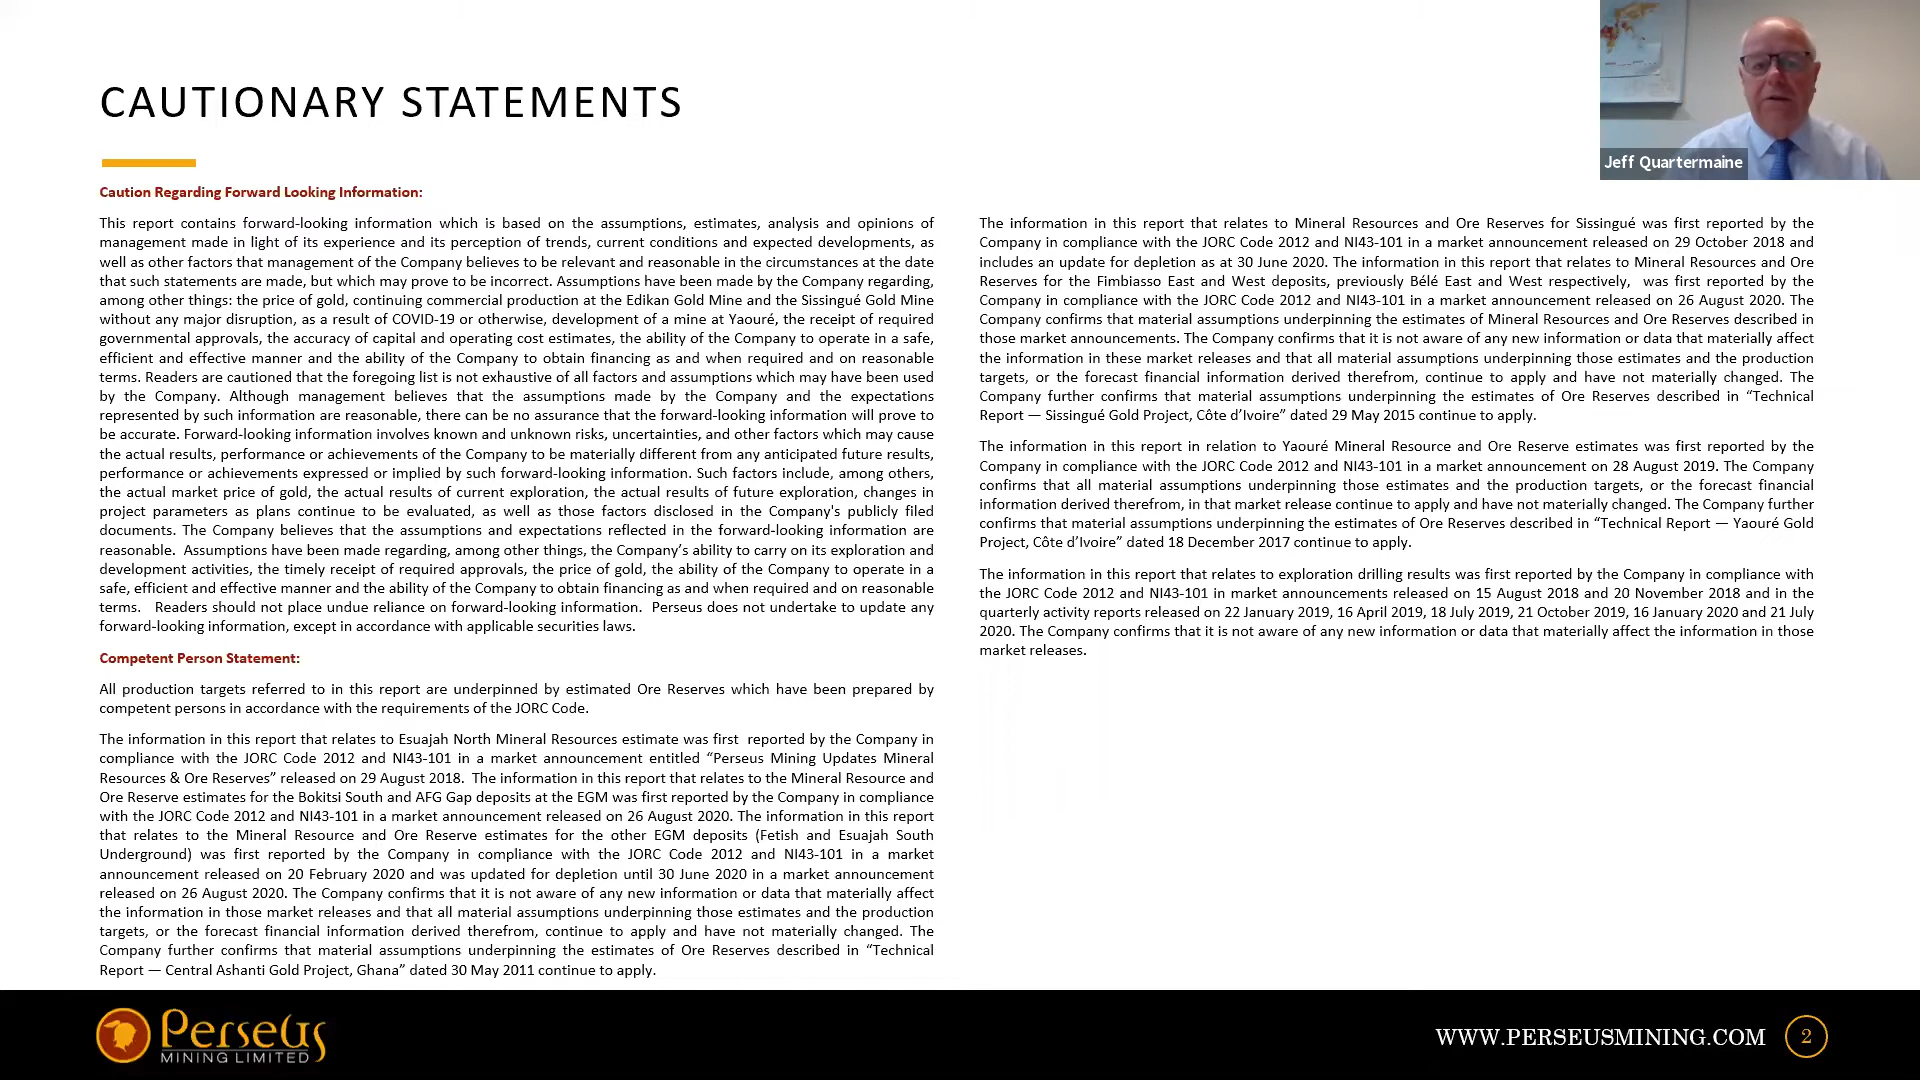 CAUTIONARY STATEMENTS
Jeff Quartermaine
Caution Regarding Forward Looking Information:
This report contains forward-looking information which is based on the assumptions, estimates, analysis and opinions of
management made in light of its experience and its perception of trends, current conditions and expected developments, as
well as other factors that management of the Company believes to be relevant and reasonable in the circumstances at the date
that such statements are made, but which may prove to be incorrect. Assumptions have been made by the Company regarding,
among other things: the price of gold, continuing commercial production at the Edikan Gold Mine and the Sissingué Gold Mine
without any major disruption, as a result of COVID-19 or otherwise, development of a mine at Yaouré, the receipt of required
governmental approvals, the accuracy of capital and operating cost estimates, the ability of the Company to operate in a safe,
efficient and effective manner and the ability of the Company to obtain financing as and when required and on reasonable
terms. Readers are cautioned that the foregoing list is not exhaustive of all factors and assumptions which may have been used
by the Company. Although management believes that the assumptions made by the Company and the expectations
represented by such information are reasonable, there can be no assurance that the forward-looking information will prove to
be accurate. Forward-looking information involves known and unknown risks, uncertainties, and other factors which may cause
the actual results, performance or achievements of the Company to be materially different from any anticipated future results,
performance or achievements expressed or implied by such forward-looking information. Such factors include, among others,
the actual market price of gold, the actual results of current exploration, the actual results of future exploration, changes in
project parameters as plans continue to be evaluated, as well as those factors disclosed in the Company's publicly filed
documents. The Company believes that the assumptions and expectations reflected in the forward-looking information are
reasonable.  Assumptions have been made regarding, among other things, the Company’s ability to carry on its exploration and
development activities, the timely receipt of required approvals, the price of gold, the ability of the Company to operate in a
safe, efficient and effective manner and the ability of the Company to obtain financing as and when required and on reasonable
terms.   Readers should not place undue reliance on forward-looking information.  Perseus does not undertake to update any
forward-looking information, except in accordance with applicable securities laws.
Competent Person Statement:
All production targets referred to in this report are underpinned by estimated Ore Reserves which have been prepared by
competent persons in accordance with the requirements of the JORC Code.
The information in this report that relates to Esuajah North Mineral Resources estimate was first  reported by the Company in
compliance with the JORC Code 2012 and NI43-101 in a market announcement entitled “Perseus Mining Updates Mineral
Resources & Ore Reserves” released on 29 August 2018.  The information in this report that relates to the Mineral Resource and
Ore Reserve estimates for the Bokitsi South and AFG Gap deposits at the EGM was first reported by the Company in compliance
with the JORC Code 2012 and NI43-101 in a market announcement released on 26 August 2020. The information in this report
that relates to the Mineral Resource and Ore Reserve estimates for the other EGM deposits (Fetish and Esuajah South
Underground) was first reported by the Company in compliance with the JORC Code 2012 and NI43-101 in a market
announcement released on 20 February 2020 and was updated for depletion until 30 June 2020 in a market announcement
released on 26 August 2020. The Company confirms that it is not aware of any new information or data that materially affect
the information in those market releases and that all material assumptions underpinning those estimates and the production
targets, or the forecast financial information derived therefrom, continue to apply and have not materially changed. The
Company further confirms that material assumptions underpinning the estimates of Ore Reserves described in “Technical
Report — Central Ashanti Gold Project, Ghana” dated 30 May 2011 continue to apply.
The information in this report that relates to Mineral Resources and Ore Reserves for Sissingué was first reported by the
Company in compliance with the JORC Code 2012 and NI43-101 in a market announcement released on 29 October 2018 and
includes an update for depletion as at 30 June 2020. The information in this report that relates to Mineral Resources and Ore
Reserves for the Fimbiasso East and West deposits, previously Bélé East and West respectively,  was first reported by the
Company in compliance with the JORC Code 2012 and NI43-101 in a market announcement released on 26 August 2020. The
Company confirms that material assumptions underpinning the estimates of Mineral Resources and Ore Reserves described in
those market announcements. The Company confirms that it is not aware of any new information or data that materially affect
the information in these market releases and that all material assumptions underpinning those estimates and the production
targets, or the forecast financial information derived therefrom, continue to apply and have not materially changed. The
Company further confirms that material assumptions underpinning the estimates of Ore Reserves described in “Technical
Report — Sissingué Gold Project, Côte d’Ivoire” dated 29 May 2015 continue to apply.
The information in this report in relation to Yaouré Mineral Resource and Ore Reserve estimates was first reported by the
Company in compliance with the JORC Code 2012 and NI43-101 in a market announcement on 28 August 2019. The Company
confirms that all material assumptions underpinning those estimates and the production targets, or the forecast financial
information derived therefrom, in that market release continue to apply and have not materially changed. The Company further
confirms that material assumptions underpinning the estimates of Ore Reserves described in “Technical Report — Yaouré Gold
Project, Côte d’Ivoire” dated 18 December 2017 continue to apply.
The information in this report that relates to exploration drilling results was first reported by the Company in compliance with
the JORC Code 2012 and NI43-101 in market announcements released on 15 August 2018 and 20 November 2018 and in the
quarterly activity reports released on 22 January 2019, 16 April 2019, 18 July 2019, 21 October 2019, 16 January 2020 and 21 July
2020. The Company confirms that it is not aware of any new information or data that materially affect the information in those
market releases.
Perseus
MINING LIMITED
WWW.PERSEUSMINING.COM
2